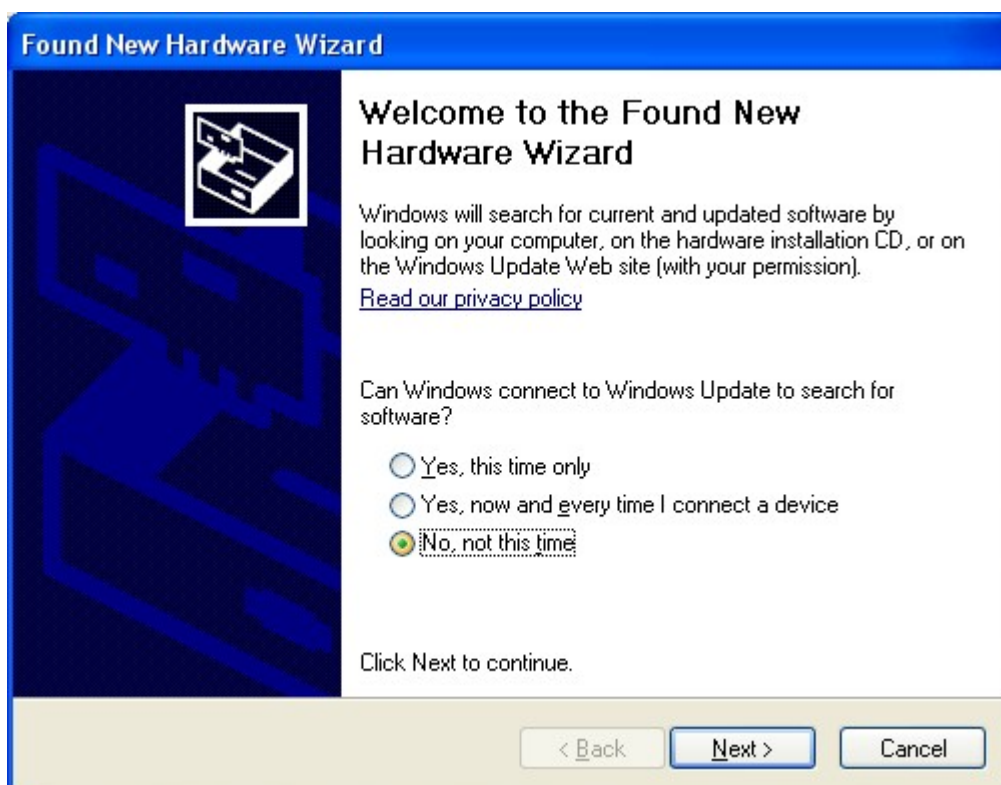 Found New Hardware Wizard
Welcome to the Found New
Hardware Wizard
Windows will search for current and updated software by
looking on your computer, on the hardware installation CD, or on
the Windows Update Web site (with your permission).
Read our privacy policy
Can Windows connect to Windows Update to search for
software?
Yes, this time only
Yes, now and every time I connect a device
No, not this time
Click Next to continue.
< Back
Next >
Cancel